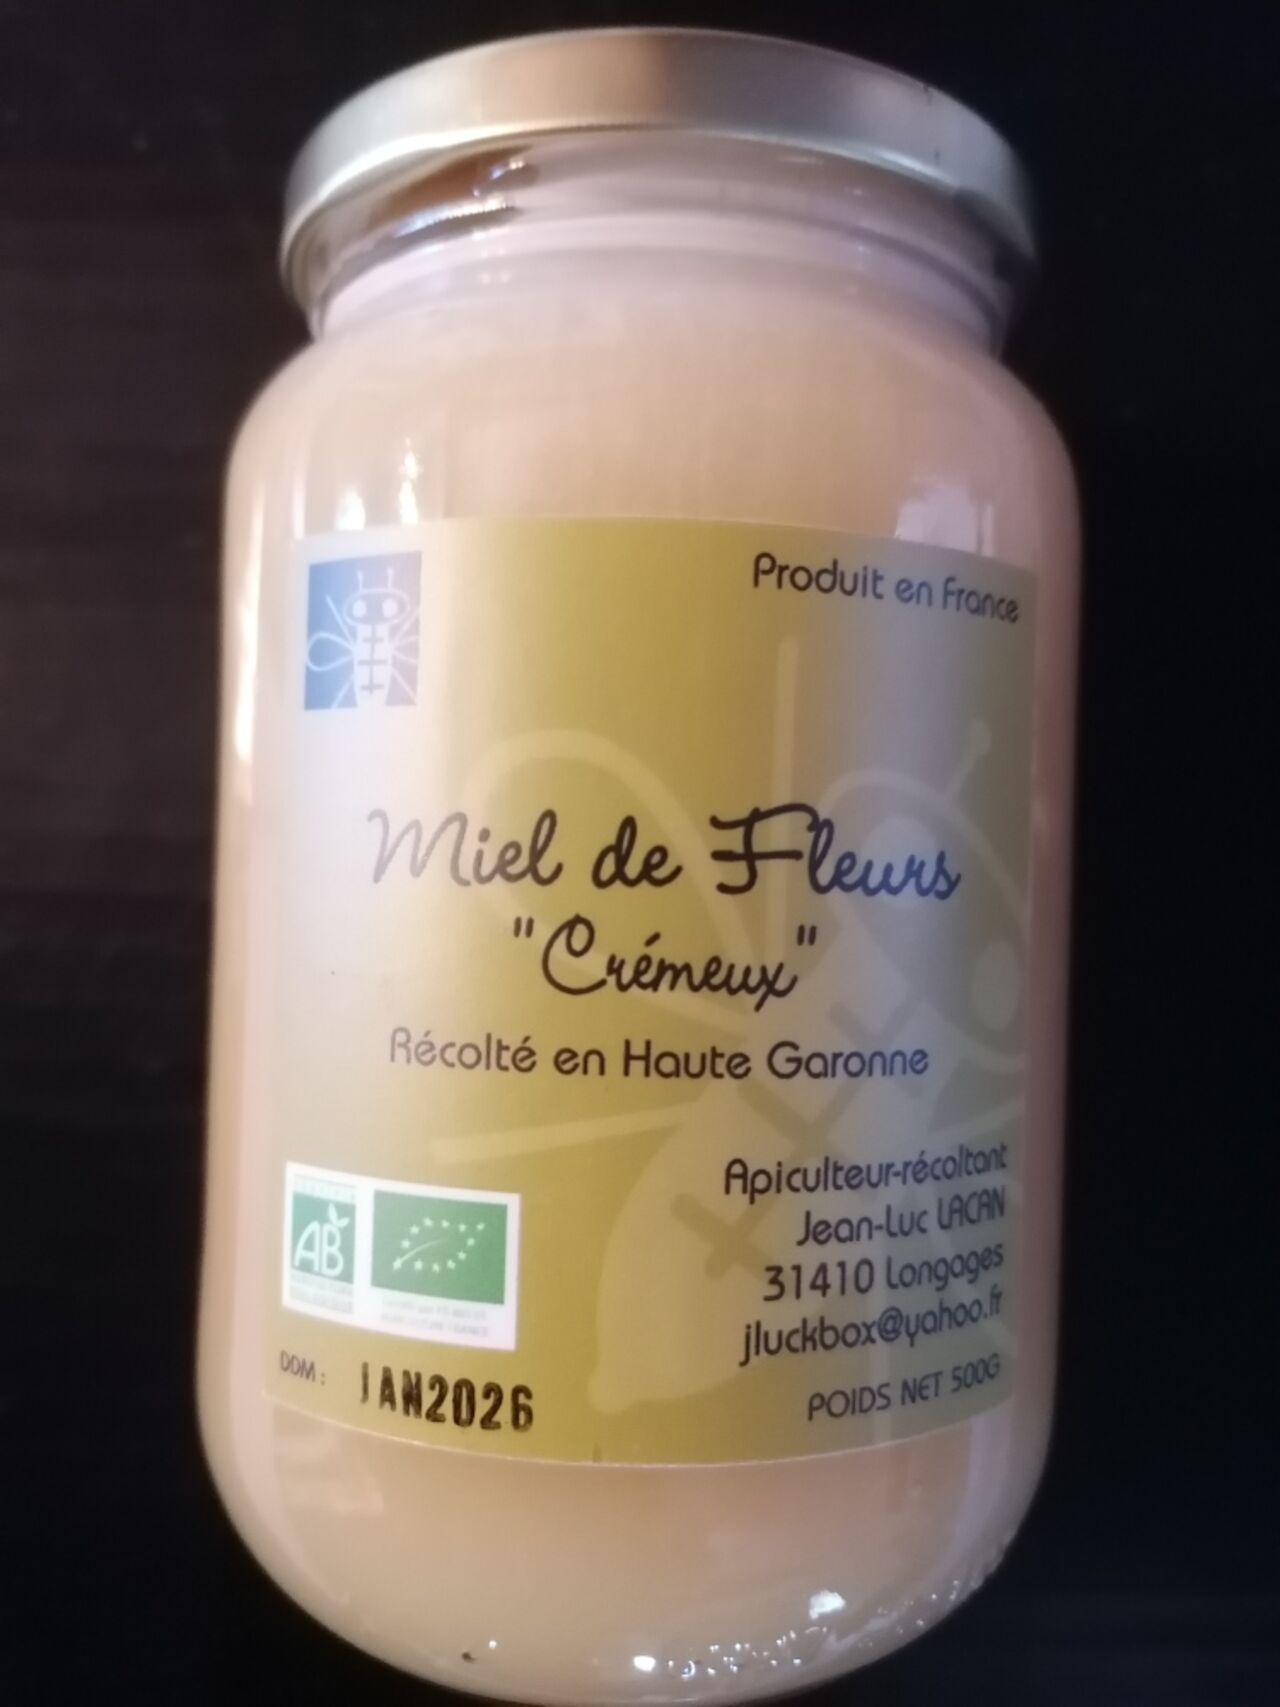 Produit en France
Miel de Fleurs
"Crémeux"
Récolté en Haute Garonne
Apiculteur-récoltant
Jean-Luc LACAN
31410 Longages
jluckbox@yahoo.fr
AB
DDM : JAN2026
POIDS NET 500G